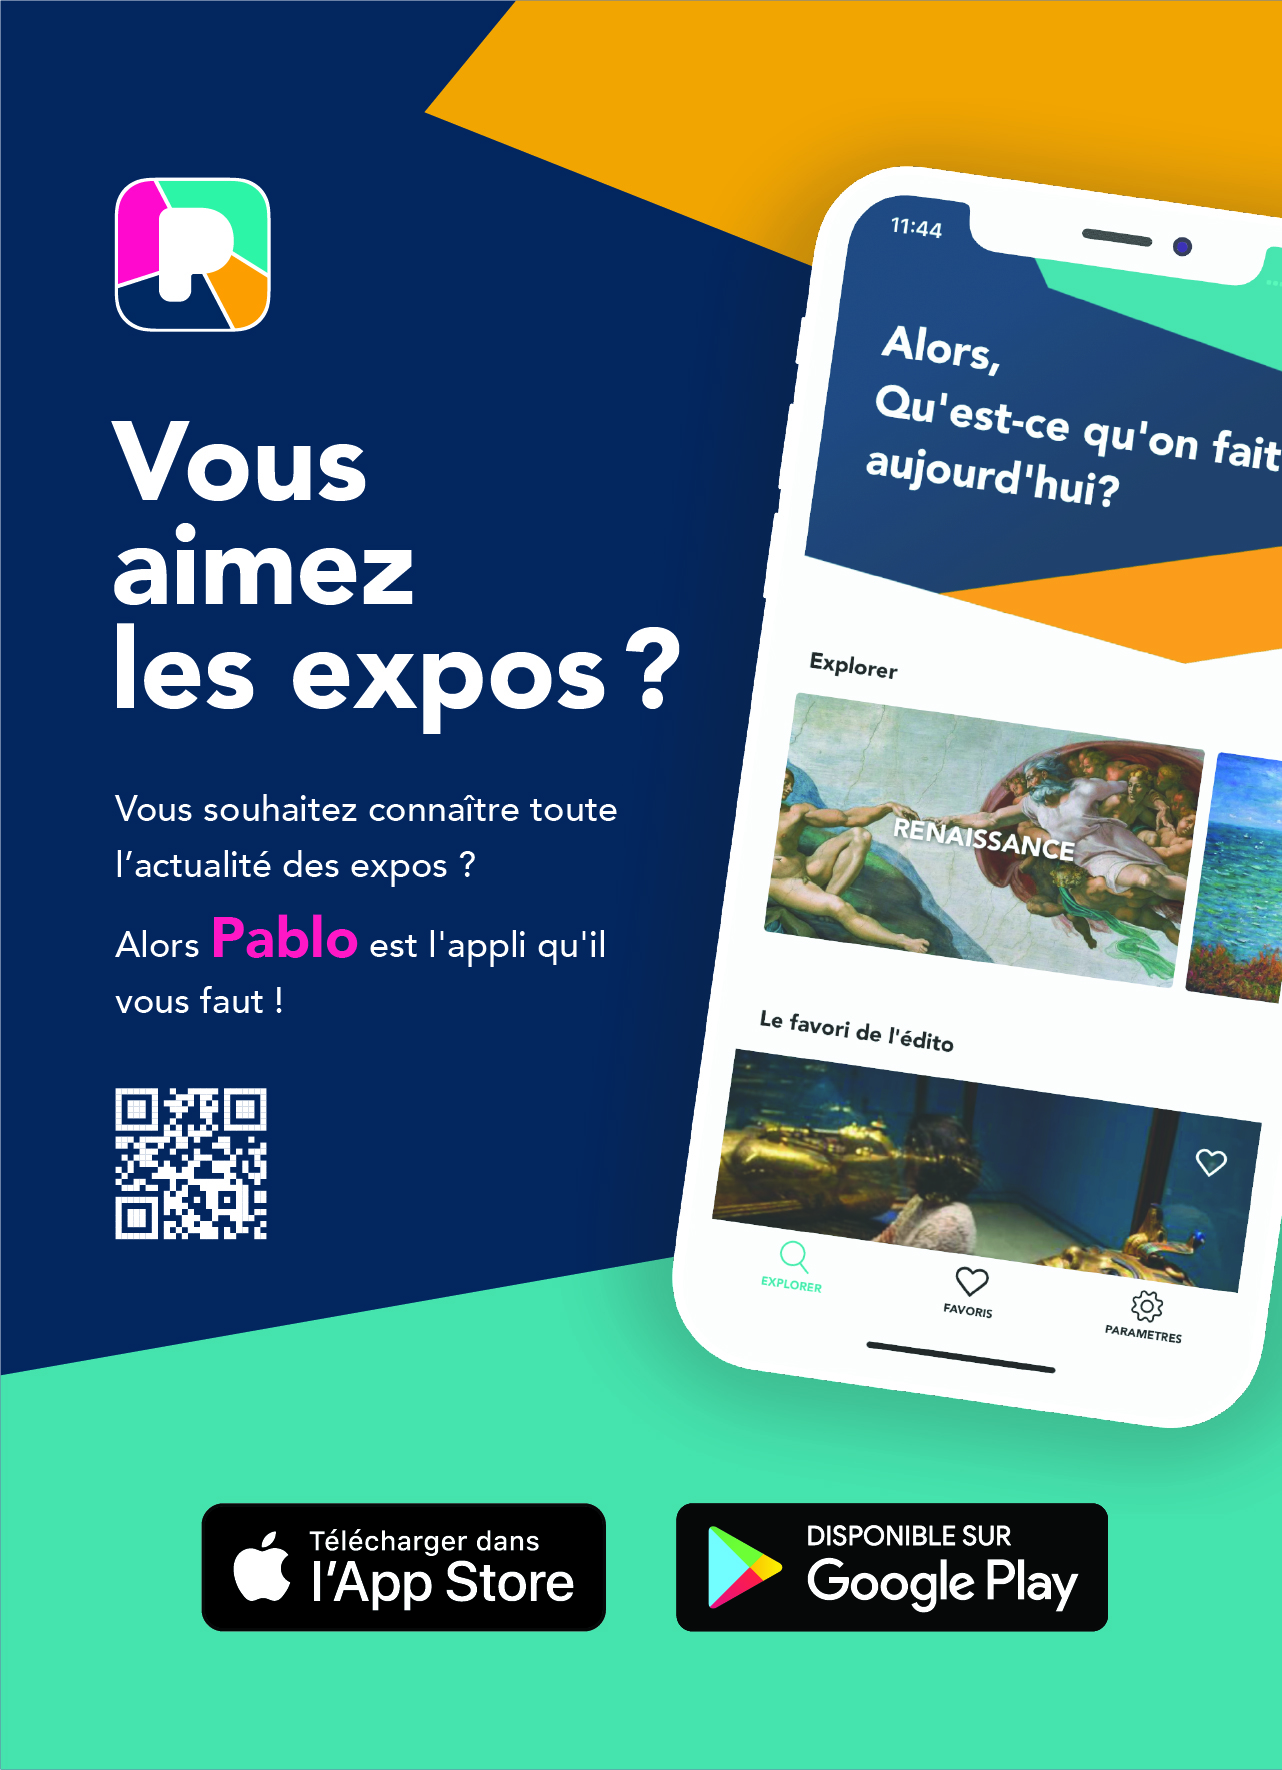 P
Vous
aimez
les expos ?
Vous souhaitez connaître toute
l’actualité des expos ?
Alors Pablo est l'appli qu'il
vous faut !
11:44
Alors,
Qu'est-ce qu'on fait
aujourd'hui?
Explorer
RENAISSANCE
Le favori de l'édito
EXPLORER
FAVORIS
PARAMETRES
Télécharger dans
l’App Store
DISPONIBLE SUR
Google Play